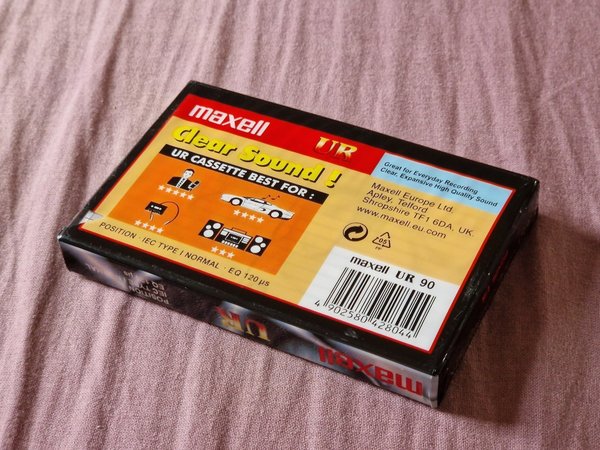 maxell
UR
Clear Sound !
UR CASSETTE BEST FOR :
Great for Everyday Recording
Clear, Expansive High Quality Sound
Maxell Europe Ltd.
Apley, Telford
Shropshire TF1 6DA, UK.
www.maxell.eu.com
POSITION · IEC TYPE I NORMAL · EQ 120 µs
maxell UR 90
4 902580 428044
UR
maxell